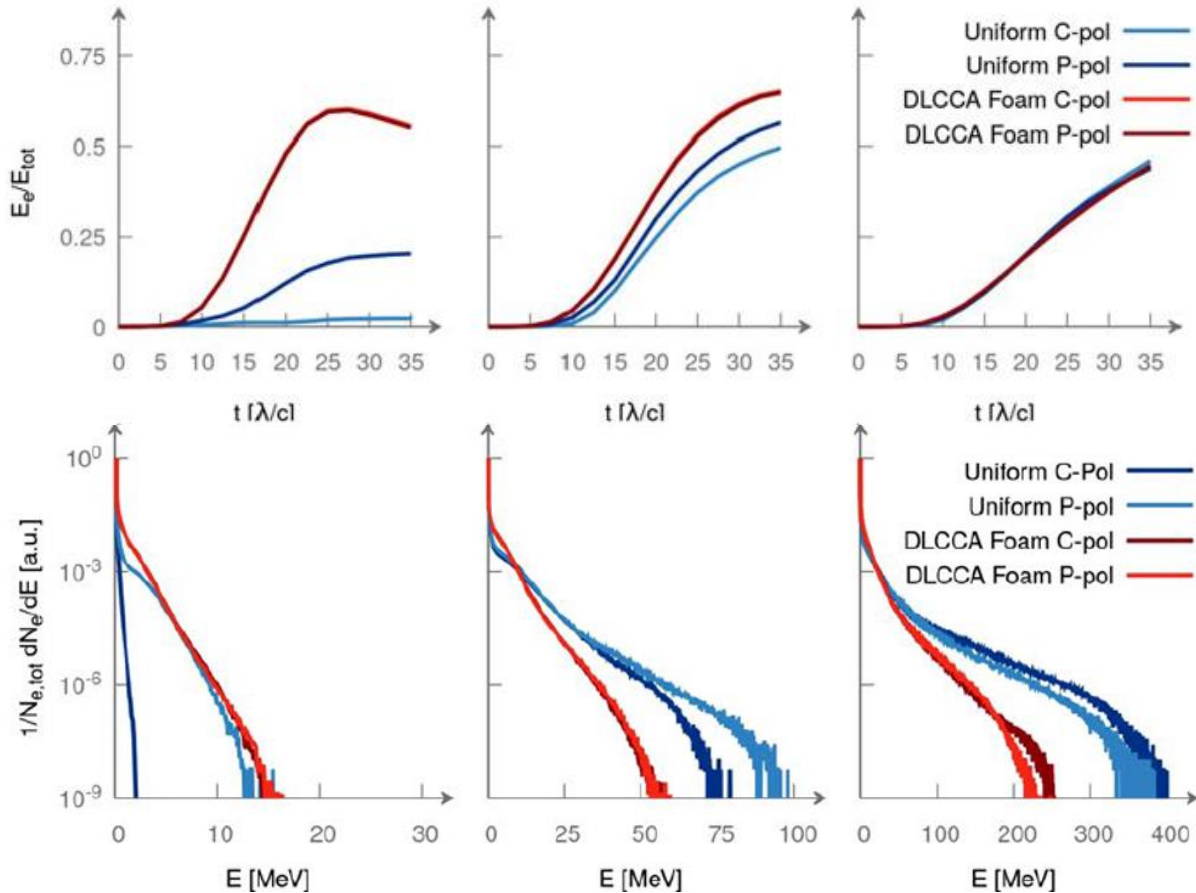 Uniform C-pol
Uniform P-pol
DLCCA Foam C-pol
DLCCA Foam P-pol
0.75
0.5
0.25
0
E_e/E_tot
0 5 10 15 20 25 30 35
0 5 10 15 20 25 30 35
0 5 10 15 20 25 30 35
t [λ/c]
t [λ/c]
t [λ/c]
Uniform C-Pol
Uniform P-pol
DLCCA Foam C-pol
DLCCA Foam P-pol
10^0
10^-3
10^-6
10^-9
1/N_e,tot dN_e/dE [a.u.]
0 10 20 30
0 25 50 75 100
0 100 200 300 400
E [MeV]
E [MeV]
E [MeV]